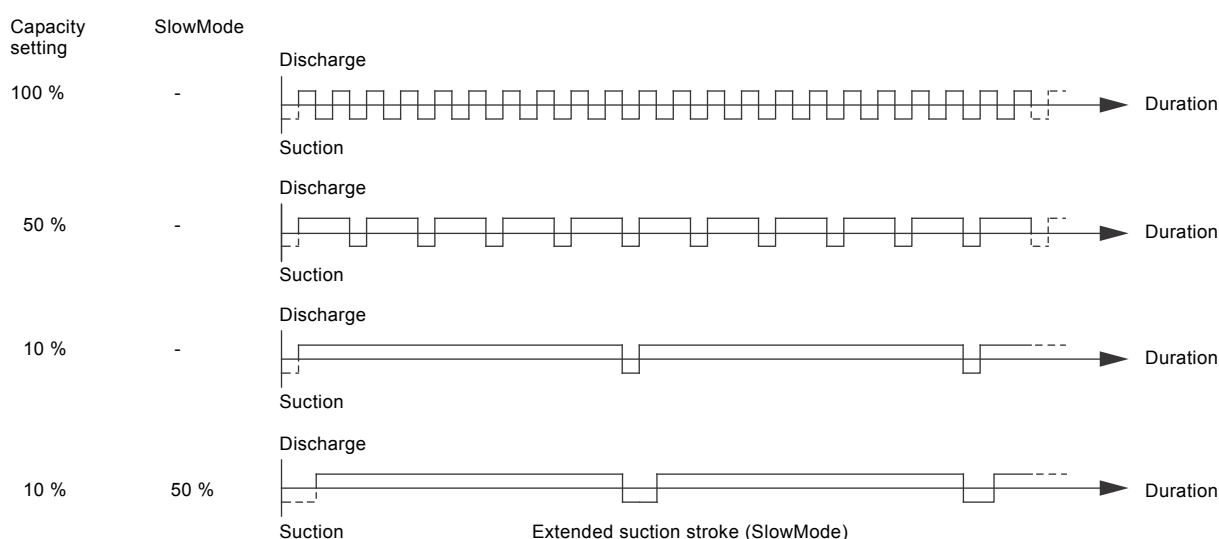 Capacity
setting
SlowMode
Discharge
100 %
-
Duration
Suction
Discharge
50 %
-
Duration
Suction
Discharge
10 %
-
Duration
Suction
Discharge
10 %
50 %
Duration
Suction
Extended suction stroke (SlowMode)